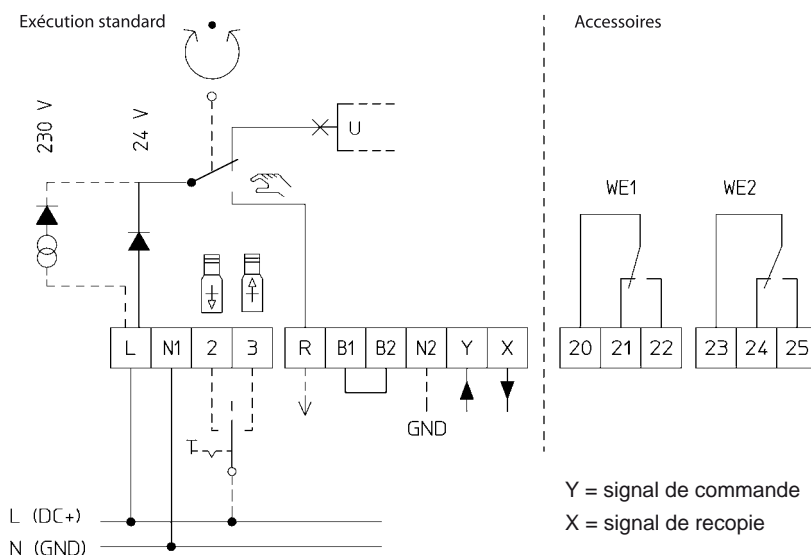 Exécution standard
Accessoires
230 V
24 V
U
WE1
WE2
L N1 2 3 R B1 B2 N2 Y X
20 21 22 23 24 25
GND
Y = signal de commande
X = signal de recopie
L (DC+)
N (GND)